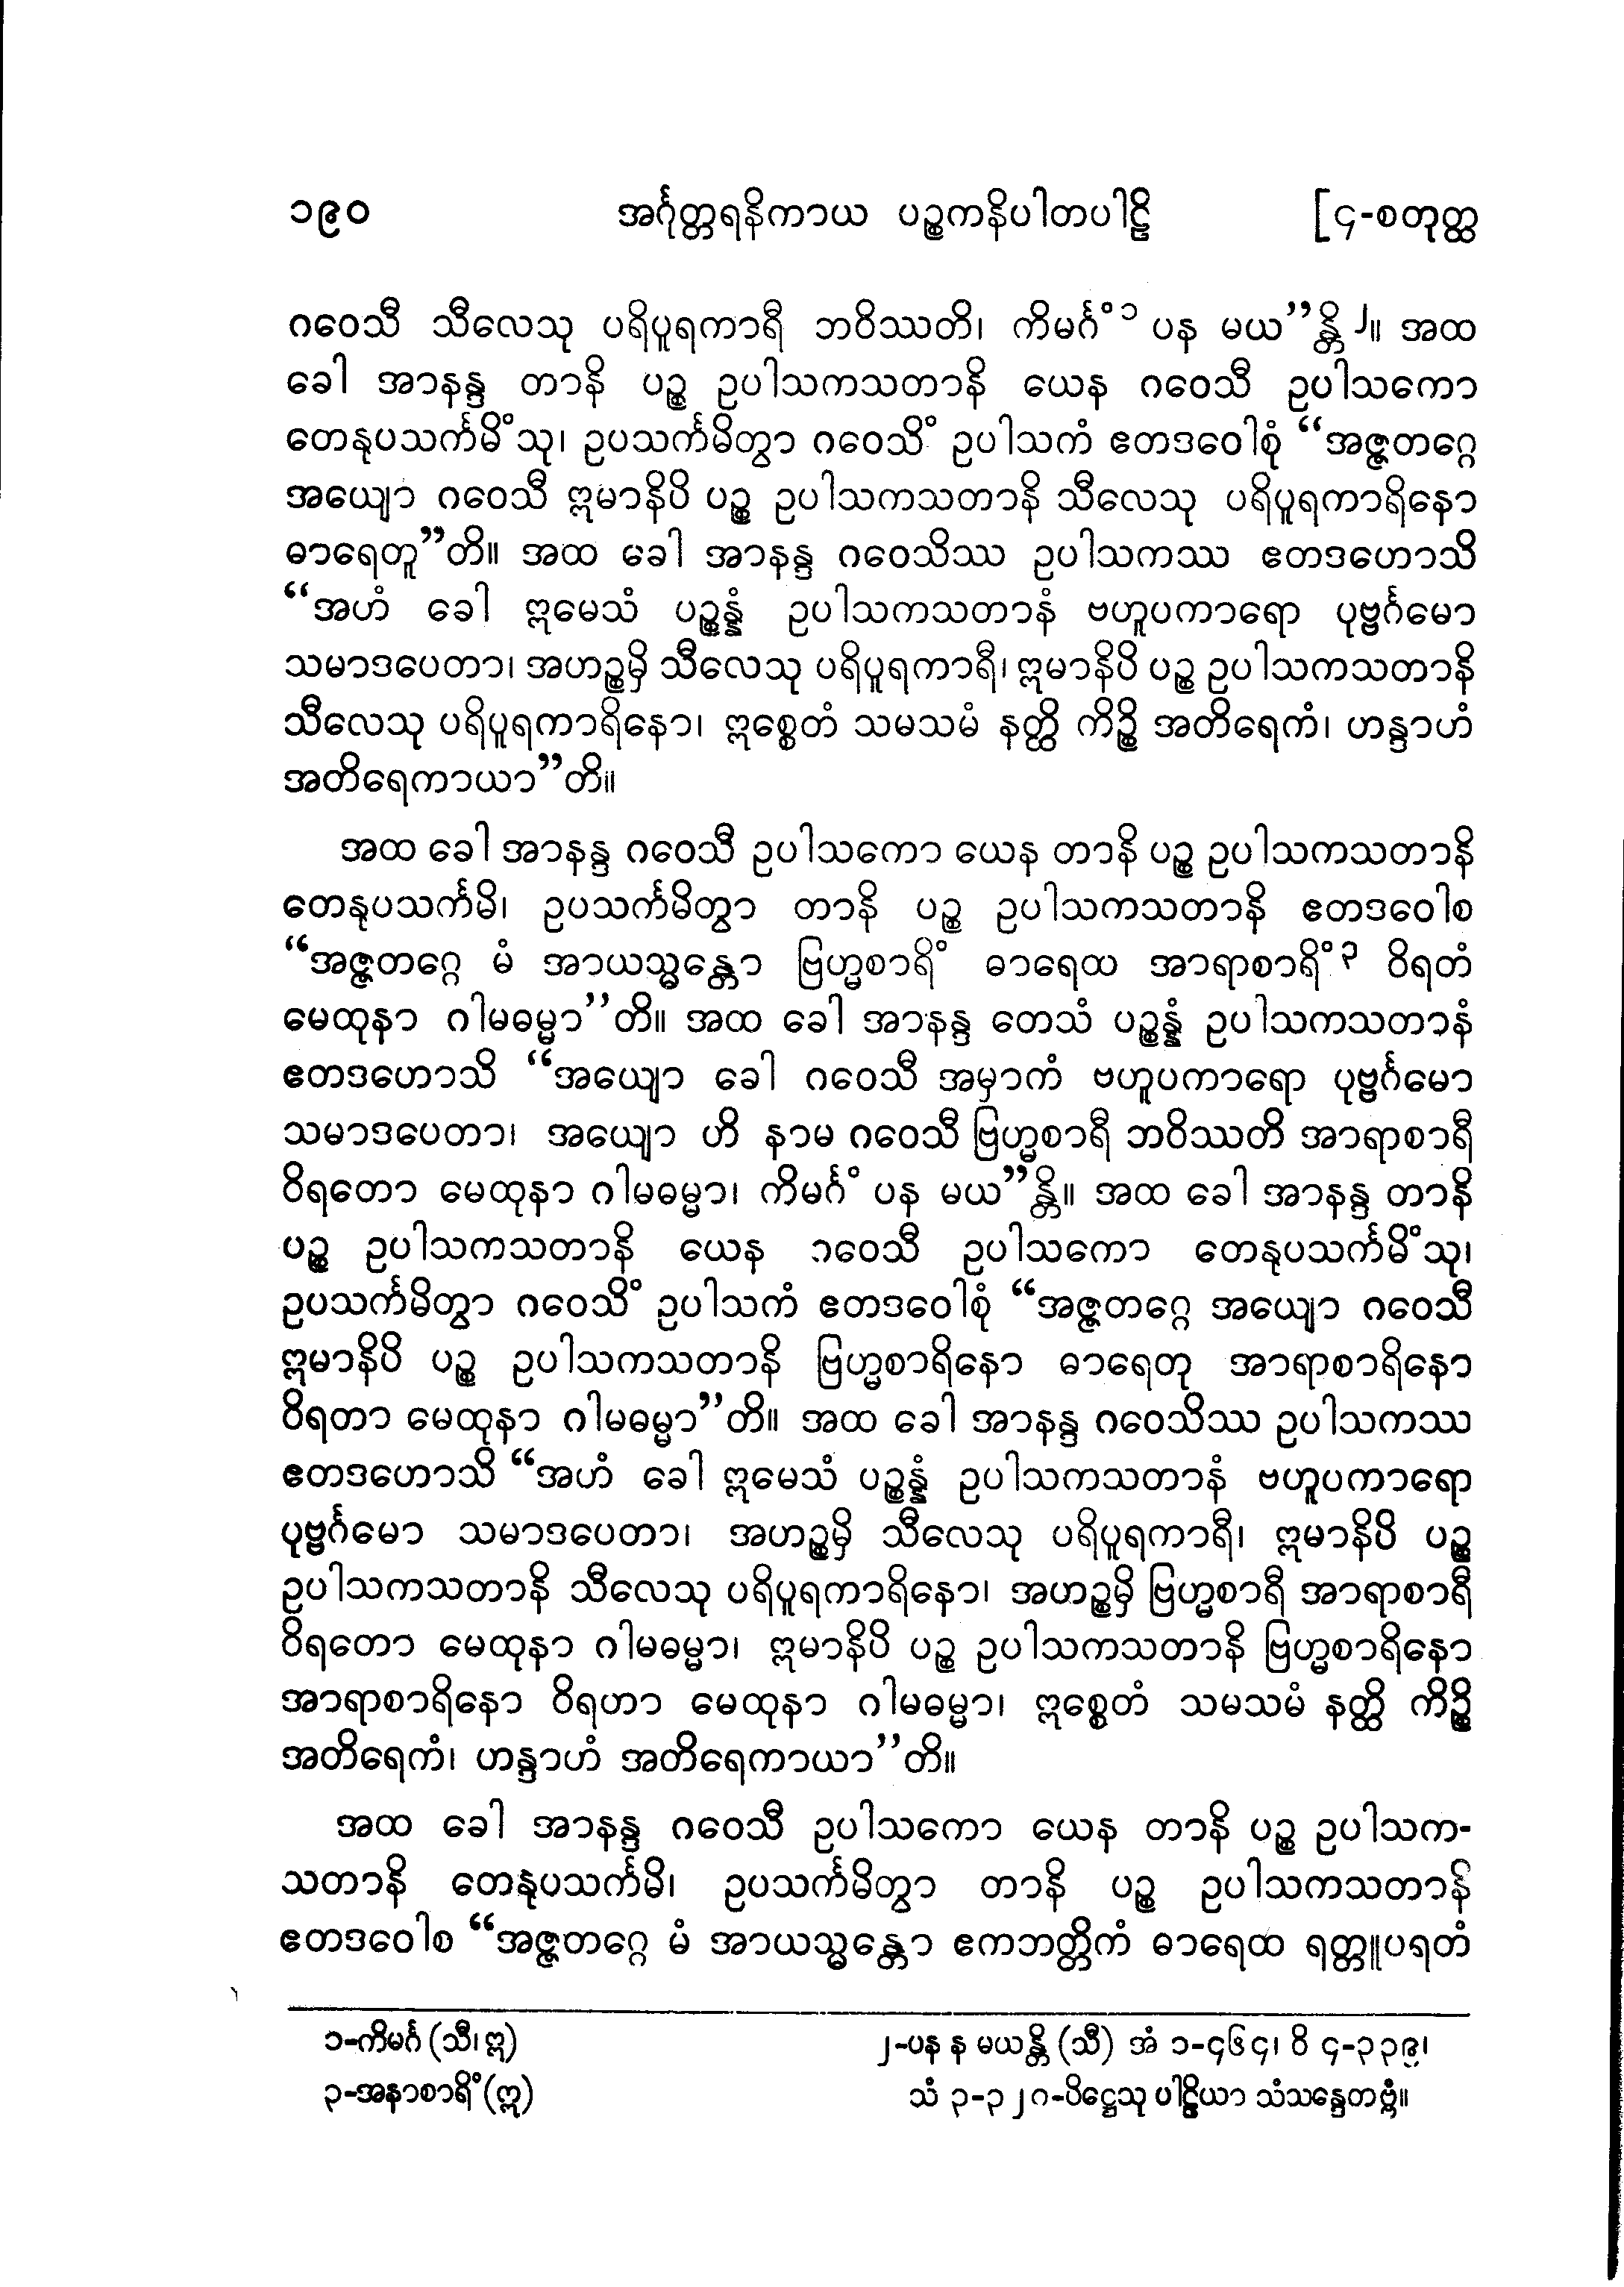 ၁၉၀ အင်္ဂုတ္တရနိကာယ ပဉ္စကနိပါတပါဠိ [၄-စတုတ္ထ
ဂဝေသီ သီလေသု ပရိပူရကာရီ ဘဝိဿတိ၊ ကိမင်္ဂံ၁ ပန မယ”န္တိ၂။ အထ
ခေါ အာနန္ဒ တာနိ ပဉ္စ ဥပါသကသတာနိ ယေန ဂဝေသီ ဥပါသကော
တေနုပသင်္ကမိံသု၊ ဥပသင်္ကမိတွာ ဂဝေသိံ ဥပါသကံ ဧတဒဝေါစုံ “အဇ္ဇတဂ္ဂေ
အယျော ဂဝေသီ ဣမာနိပိ ပဉ္စ ဥပါသကသတာနိ သီလေသု ပရိပူရကာရိနော
ဓာရေတူ”တိ။ အထ ခေါ အာနန္ဒ ဂဝေသိဿ ဥပါသကဿ ဧတဒဟောသိ
“အဟံ ခေါ ဣမေသံ ပဉ္စန္နံ ဥပါသကသတာနံ ဗဟူပကာရော ပုဗ္ဗင်္ဂမော
သမာဒပေတာ၊ အဟဉ္စမှိ သီလေသု ပရိပူရကာရီ၊ ဣမာနိပိ ပဉ္စ ဥပါသကသတာနိ
သီလေသု ပရိပူရကာရိနော၊ ဣစ္စေတံ သမသမံ နတ္ထိ ကိဉ္စိ အတိရေကံ၊ ဟန္ဒာဟံ
အတိရေကာယာ”တိ။
အထ ခေါ အာနန္ဒ ဂဝေသီ ဥပါသကော ယေန တာနိ ပဉ္စ ဥပါသကသတာနိ
တေနုပသင်္ကမိ၊ ဥပသင်္ကမိတွာ တာနိ ပဉ္စ ဥပါသကသတာနိ ဧတဒဝေါစ
“အဇ္ဇတဂ္ဂေ မံ အာယသ္မန္တော ဗြဟ္မစာရိံ ဓာရေထ အာရာစာရိံ၃ ဝိရတံ
မေထုနာ ဂါမဓမ္မာ”တိ။ အထ ခေါ အာနန္ဒ တေသံ ပဉ္စန္နံ ဥပါသကသတာနံ
ဧတဒဟောသိ “အယျော ခေါ ဂဝေသီ အမှာကံ ဗဟူပကာရော ပုဗ္ဗင်္ဂမော
သမာဒပေတာ၊ အယျော ဟိ နာမ ဂဝေသီ ဗြဟ္မစာရီ ဘဝိဿတိ အာရာစာရီ
ဝိရတော မေထုနာ ဂါမဓမ္မာ၊ ကိမင်္ဂံ ပန မယ”န္တိ။ အထ ခေါ အာနန္ဒ တာနိ
ပဉ္စ ဥပါသကသတာနိ ယေန ဂဝေသီ ဥပါသကော တေနုပသင်္ကမိံသု၊
ဥပသင်္ကမိတွာ ဂဝေသိံ ဥပါသကံ ဧတဒဝေါစုံ “အဇ္ဇတဂ္ဂေ အယျော ဂဝေသီ
ဣမာနိပိ ပဉ္စ ဥပါသကသတာနိ ဗြဟ္မစာရိနော ဓာရေတု အာရာစာရိနော
ဝိရတာ မေထုနာ ဂါမဓမ္မာ”တိ။ အထ ခေါ အာနန္ဒ ဂဝေသိဿ ဥပါသကဿ
ဧတဒဟောသိ “အဟံ ခေါ ဣမေသံ ပဉ္စန္နံ ဥပါသကသတာနံ ဗဟူပကာရော
ပုဗ္ဗင်္ဂမော သမာဒပေတာ၊ အဟဉ္စမှိ သီလေသု ပရိပူရကာရီ၊ ဣမာနိပိ ပဉ္စ
ဥပါသကသတာနိ သီလေသု ပရိပူရကာရိနော၊ အဟဉ္စမှိ ဗြဟ္မစာရီ အာရာစာရီ
ဝိရတော မေထုနာ ဂါမဓမ္မာ၊ ဣမာနိပိ ပဉ္စ ဥပါသကသတာနိ ဗြဟ္မစာရိနော
အာရာစာရိနော ဝိရဟာ မေထုနာ ဂါမဓမ္မာ၊ ဣစ္စေတံ သမသမံ နတ္ထိ ကိဉ္စိ
အတိရေကံ၊ ဟန္ဒာဟံ အတိရေကာယာ”တိ။
အထ ခေါ အာနန္ဒ ဂဝေသီ ဥပါသကော ယေန တာနိ ပဉ္စ ဥပါသက-
သတာနိ တေနုပသင်္ကမိ၊ ဥပသင်္ကမိတွာ တာနိ ပဉ္စ ဥပါသကသတာနိ
ဧတဒဝေါစ “အဇ္ဇတဂ္ဂေ မံ အာယသ္မန္တော ဧကဘတ္တိကံ ဓာရေထ ရတ္တူပရတံ
၁-ကိမင်္ဂ (သီ၊ ဣ) ၂-ပန န မယန္တိ (သီ) အံ ၁-၄၆၄၊ ဝိ ၄-၃၃၉၊
၃-အနာစာရိံ (ဣ) သံ ၃-၃၂၈-ပိဋ္ဌေသု ပါဠိယာ သံသန္ဒေတဗ္ဗံ။